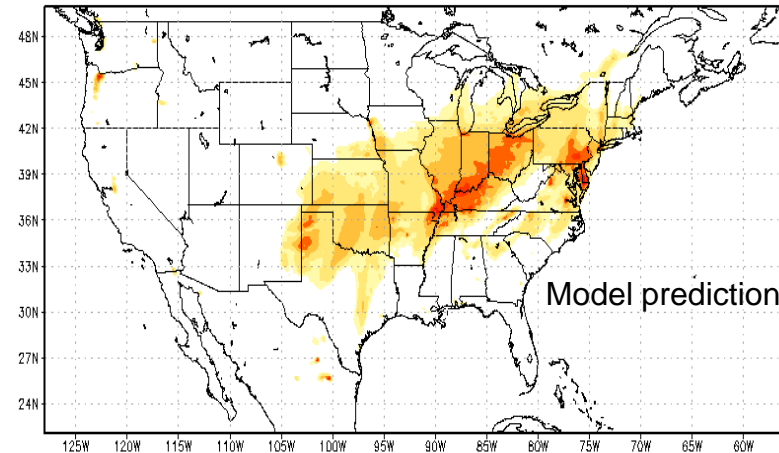 48N
45N
42N
39N
36N
33N
30N
27N
24N
Model prediction
125W 120W 115W 110W 105W 100W 95W 90W 85W 80W 75W 70W 65W 60W